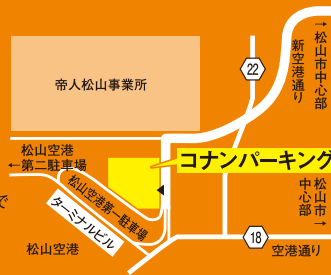 →松山市中心部
新空港通り
22
帝人松山事業所
松山空港
←第二駐車場
コナンパーキング
松山空港第一駐車場
ターミナルビル
松山市
中心部→
18
空港通り
松山空港
で